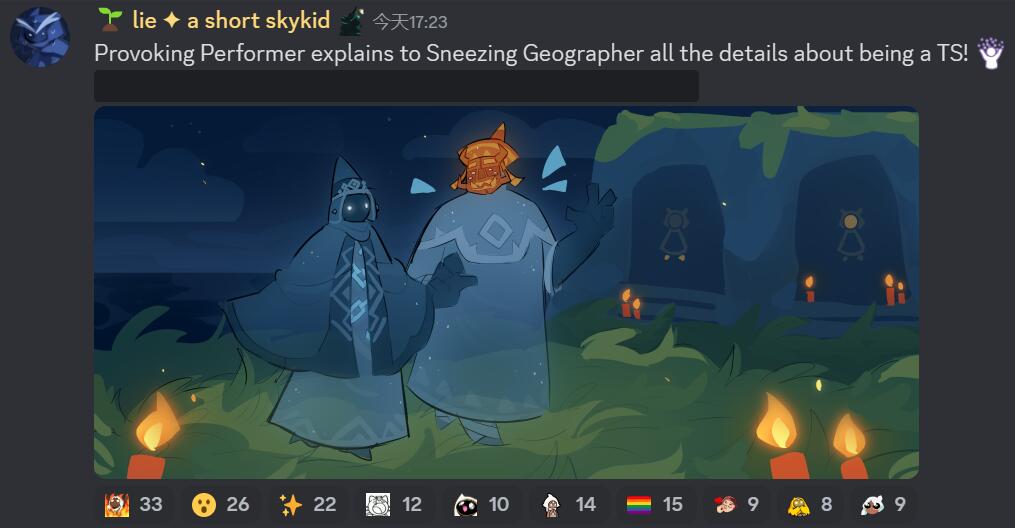 lie ✦ a short skykid 今天17:23
Provoking Performer explains to Sneezing Geographer all the details about being a TS!
33 26 22 12 10 14 15 9 8 9